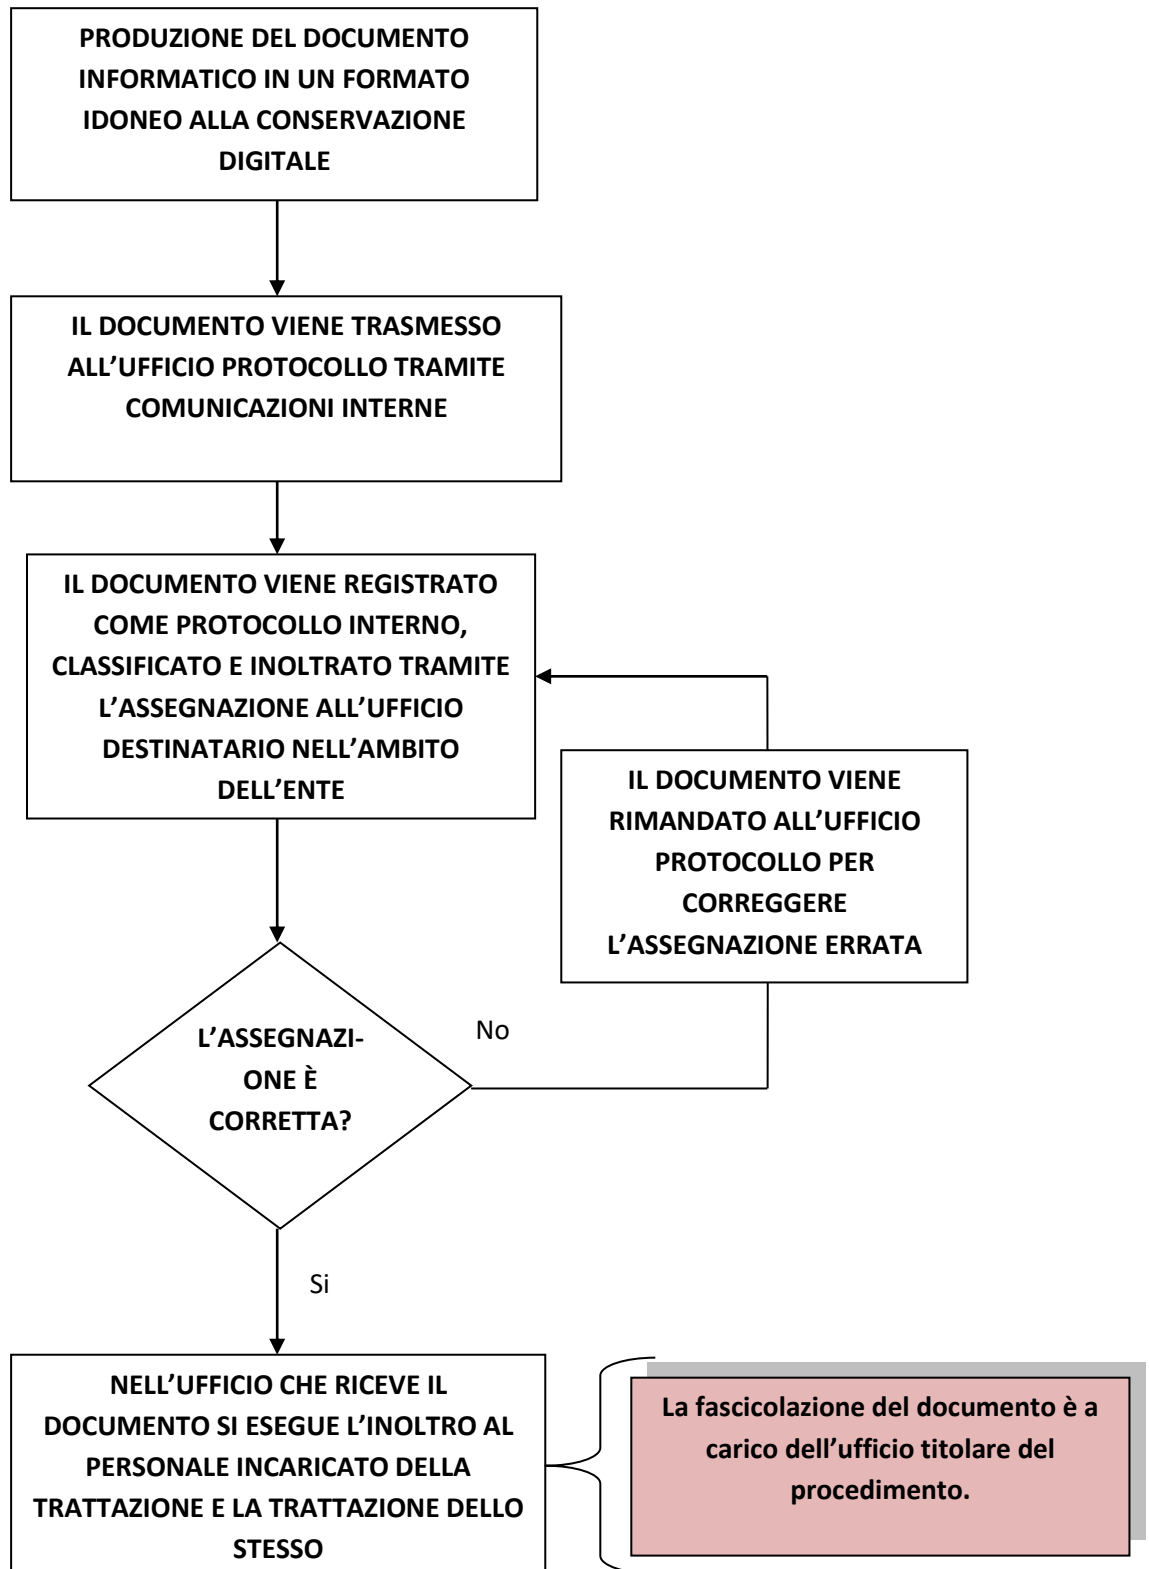 PRODUZIONE DEL DOCUMENTO
INFORMATICO IN UN FORMATO
IDONEO ALLA CONSERVAZIONE
DIGITALE
IL DOCUMENTO VIENE TRASMESSO
ALL’UFFICIO PROTOCOLLO TRAMITE
COMUNICAZIONI INTERNE
IL DOCUMENTO VIENE REGISTRATO
COME PROTOCOLLO INTERNO,
CLASSIFICATO E INOLTRATO TRAMITE
L’ASSEGNAZIONE ALL’UFFICIO
DESTINATARIO NELL’AMBITO
DELL’ENTE
IL DOCUMENTO VIENE
RIMANDATO ALL’UFFICIO
PROTOCOLLO PER
CORREGGERE
L’ASSEGNAZIONE ERRATA
L’ASSEGNAZI-
ONE È
CORRETTA?
No
Si
NELL’UFFICIO CHE RICEVE IL
DOCUMENTO SI ESEGUE L’INOLTRO AL
PERSONALE INCARICATO DELLA
TRATTAZIONE E LA TRATTAZIONE DELLO
STESSO
La fascicolazione del documento è a
carico dell’ufficio titolare del
procedimento.